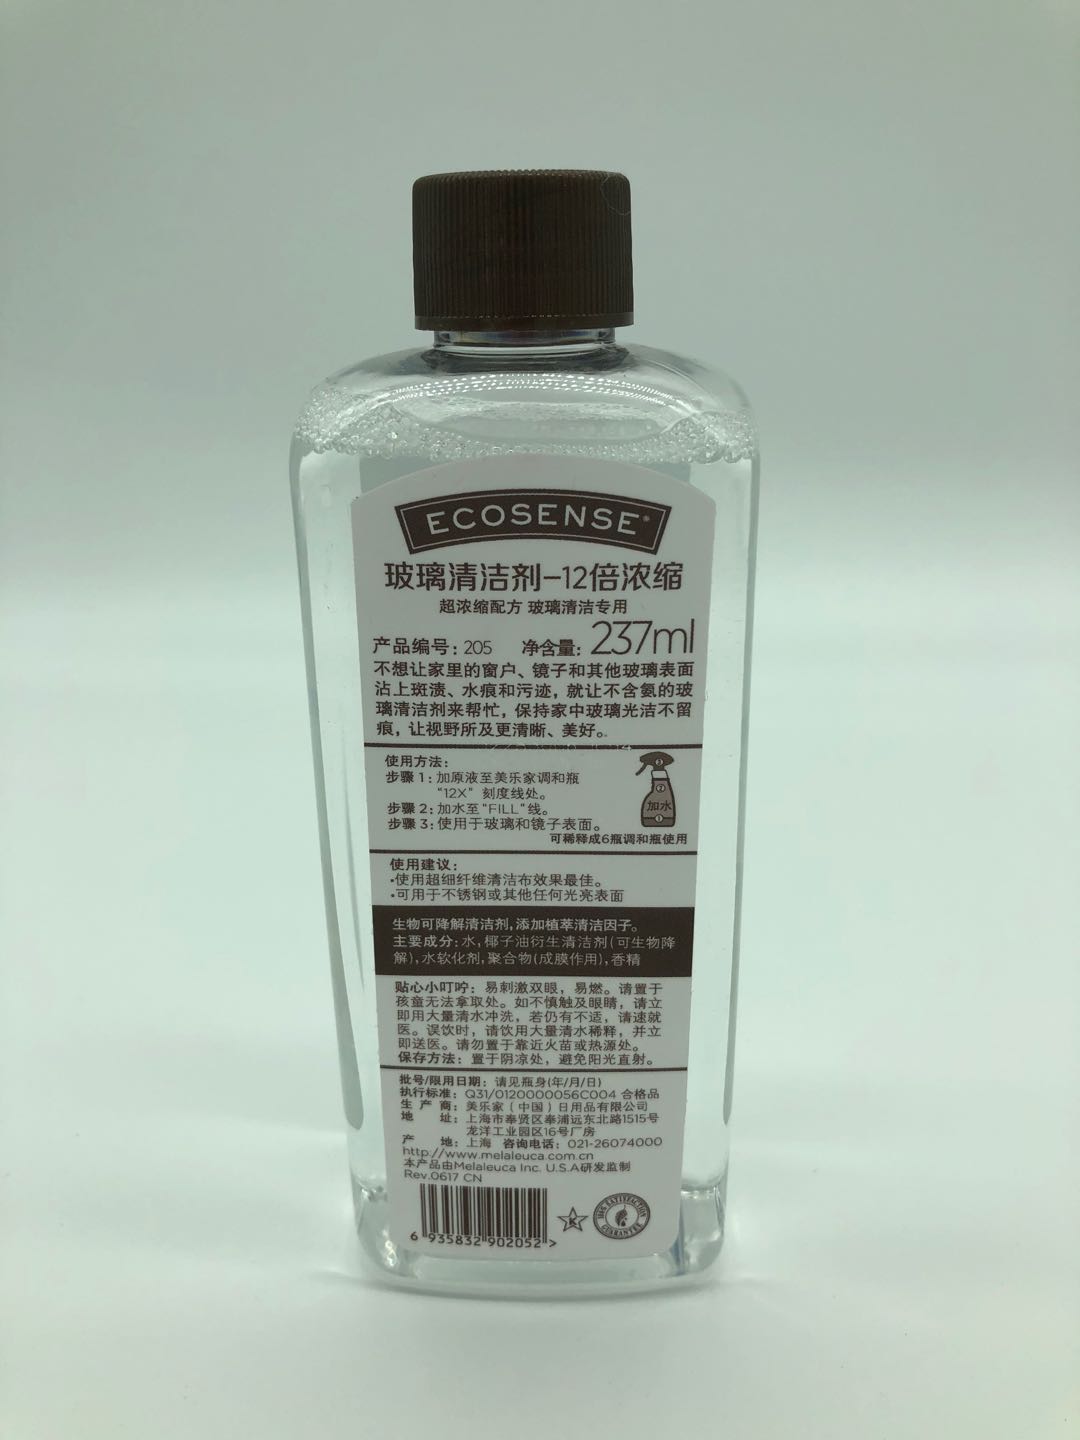 ECOSENSE®
玻璃清洁剂-12倍浓缩
超浓缩配方 玻璃清洁专用
产品编号: 205 净含量: 237ml
不想让家里的窗户、镜子和其他玻璃表面
沾上斑渍、水痕和污迹，就让不含氨的玻
璃清洁剂来帮忙，保持家中玻璃光洁不留
痕，让视野所及更清晰、美好。
使用方法:
步骤1: 加原液至美乐家调和瓶
“12X”刻度线处。
步骤2: 加水至“FILL”线。
步骤3: 使用于玻璃和镜子表面。
3
2
加水
1
可稀释成6瓶调和瓶使用
使用建议:
·使用超细纤维清洁布效果最佳。
·可用于不锈钢或其他任何光亮表面
生物可降解清洁剂,添加植萃清洁因子。
主要成分: 水, 椰子油衍生清洁剂(可生物降
解),水软化剂,聚合物(成膜作用),香精
贴心小叮咛: 易刺激双眼，易燃。请置于
孩童无法拿取处。如不慎触及眼睛，请立
即用大量清水冲洗，若仍有不适，请速就
医。误饮时，请饮用大量清水稀释，并立
即送医。请勿置于靠近火苗或热源处。
保存方法: 置于阴凉处，避免阳光直射。
批号/限用日期: 请见瓶身(年/月/日)
执行标准: Q31/0120000056C004 合格品
生产商: 美乐家（中国）日用品有限公司
地址: 上海市奉贤区奉浦远东北路1515号
龙洋工业园区16号厂房
产地: 上海 咨询电话: 021-26074000
http://www.melaleuca.com.cn
本产品由Melaleuca Inc. U.S.A研发监制
Rev.0617 CN
6 935832 902052 >
K
100% SATISFACTION GUARANTEE